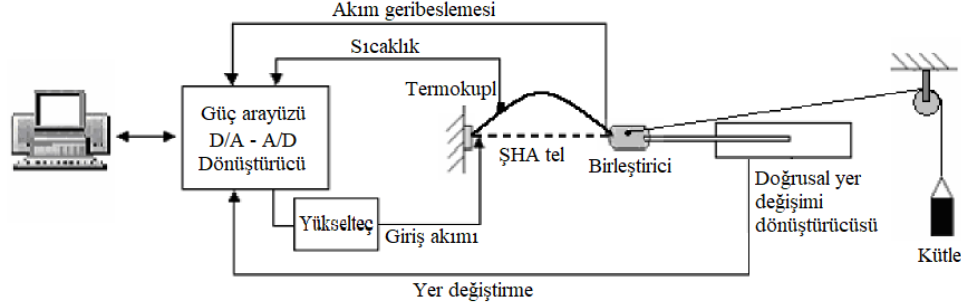 Akım geribeslemesi
Sıcaklık
Termokupl
Güç arayüzü
D/A - A/D
Dönüştürücü
ŞHA tel
Birleştirici
Doğrusal yer
değişimi
dönüştürücüsü
Yükselteç
Giriş akımı
Kütle
Yer değiştirme